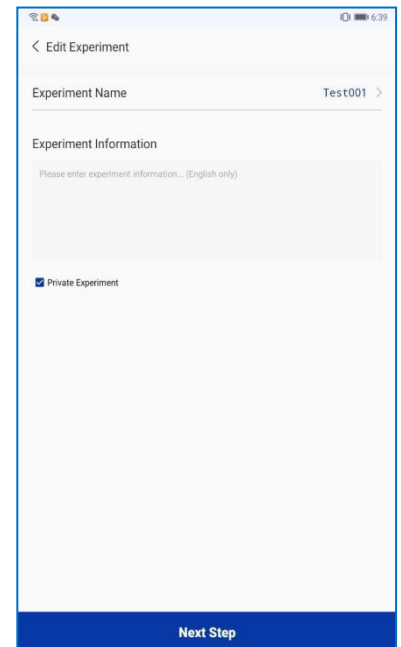 6:39
Edit Experiment
Experiment Name Test001
Experiment Information
Please enter experiment information... (English only)
Private Experiment
Next Step